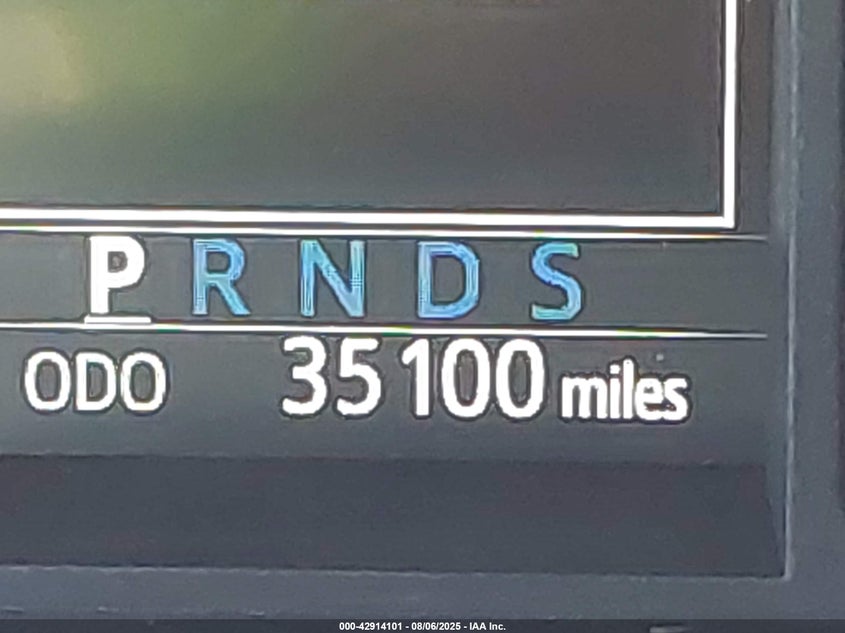 P R N D S
ODO 35100 miles
000-42914101 - 08/06/2025 - IAA Inc.